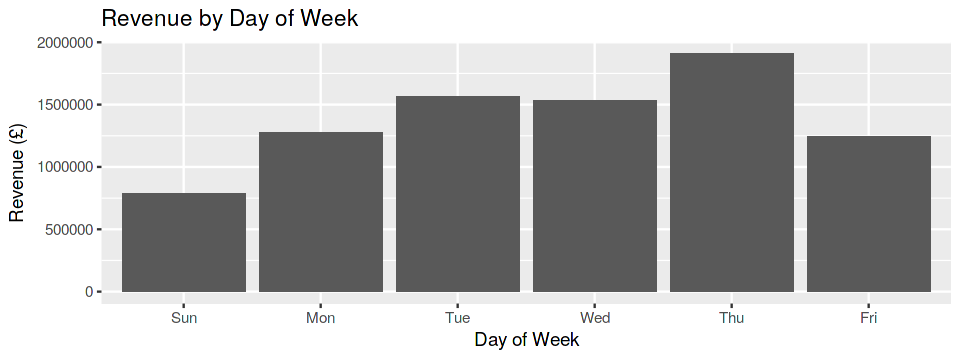 Revenue by Day of Week
Revenue (£)
2000000
1500000
1000000
500000
0
Sun Mon Tue Wed Thu Fri
Day of Week